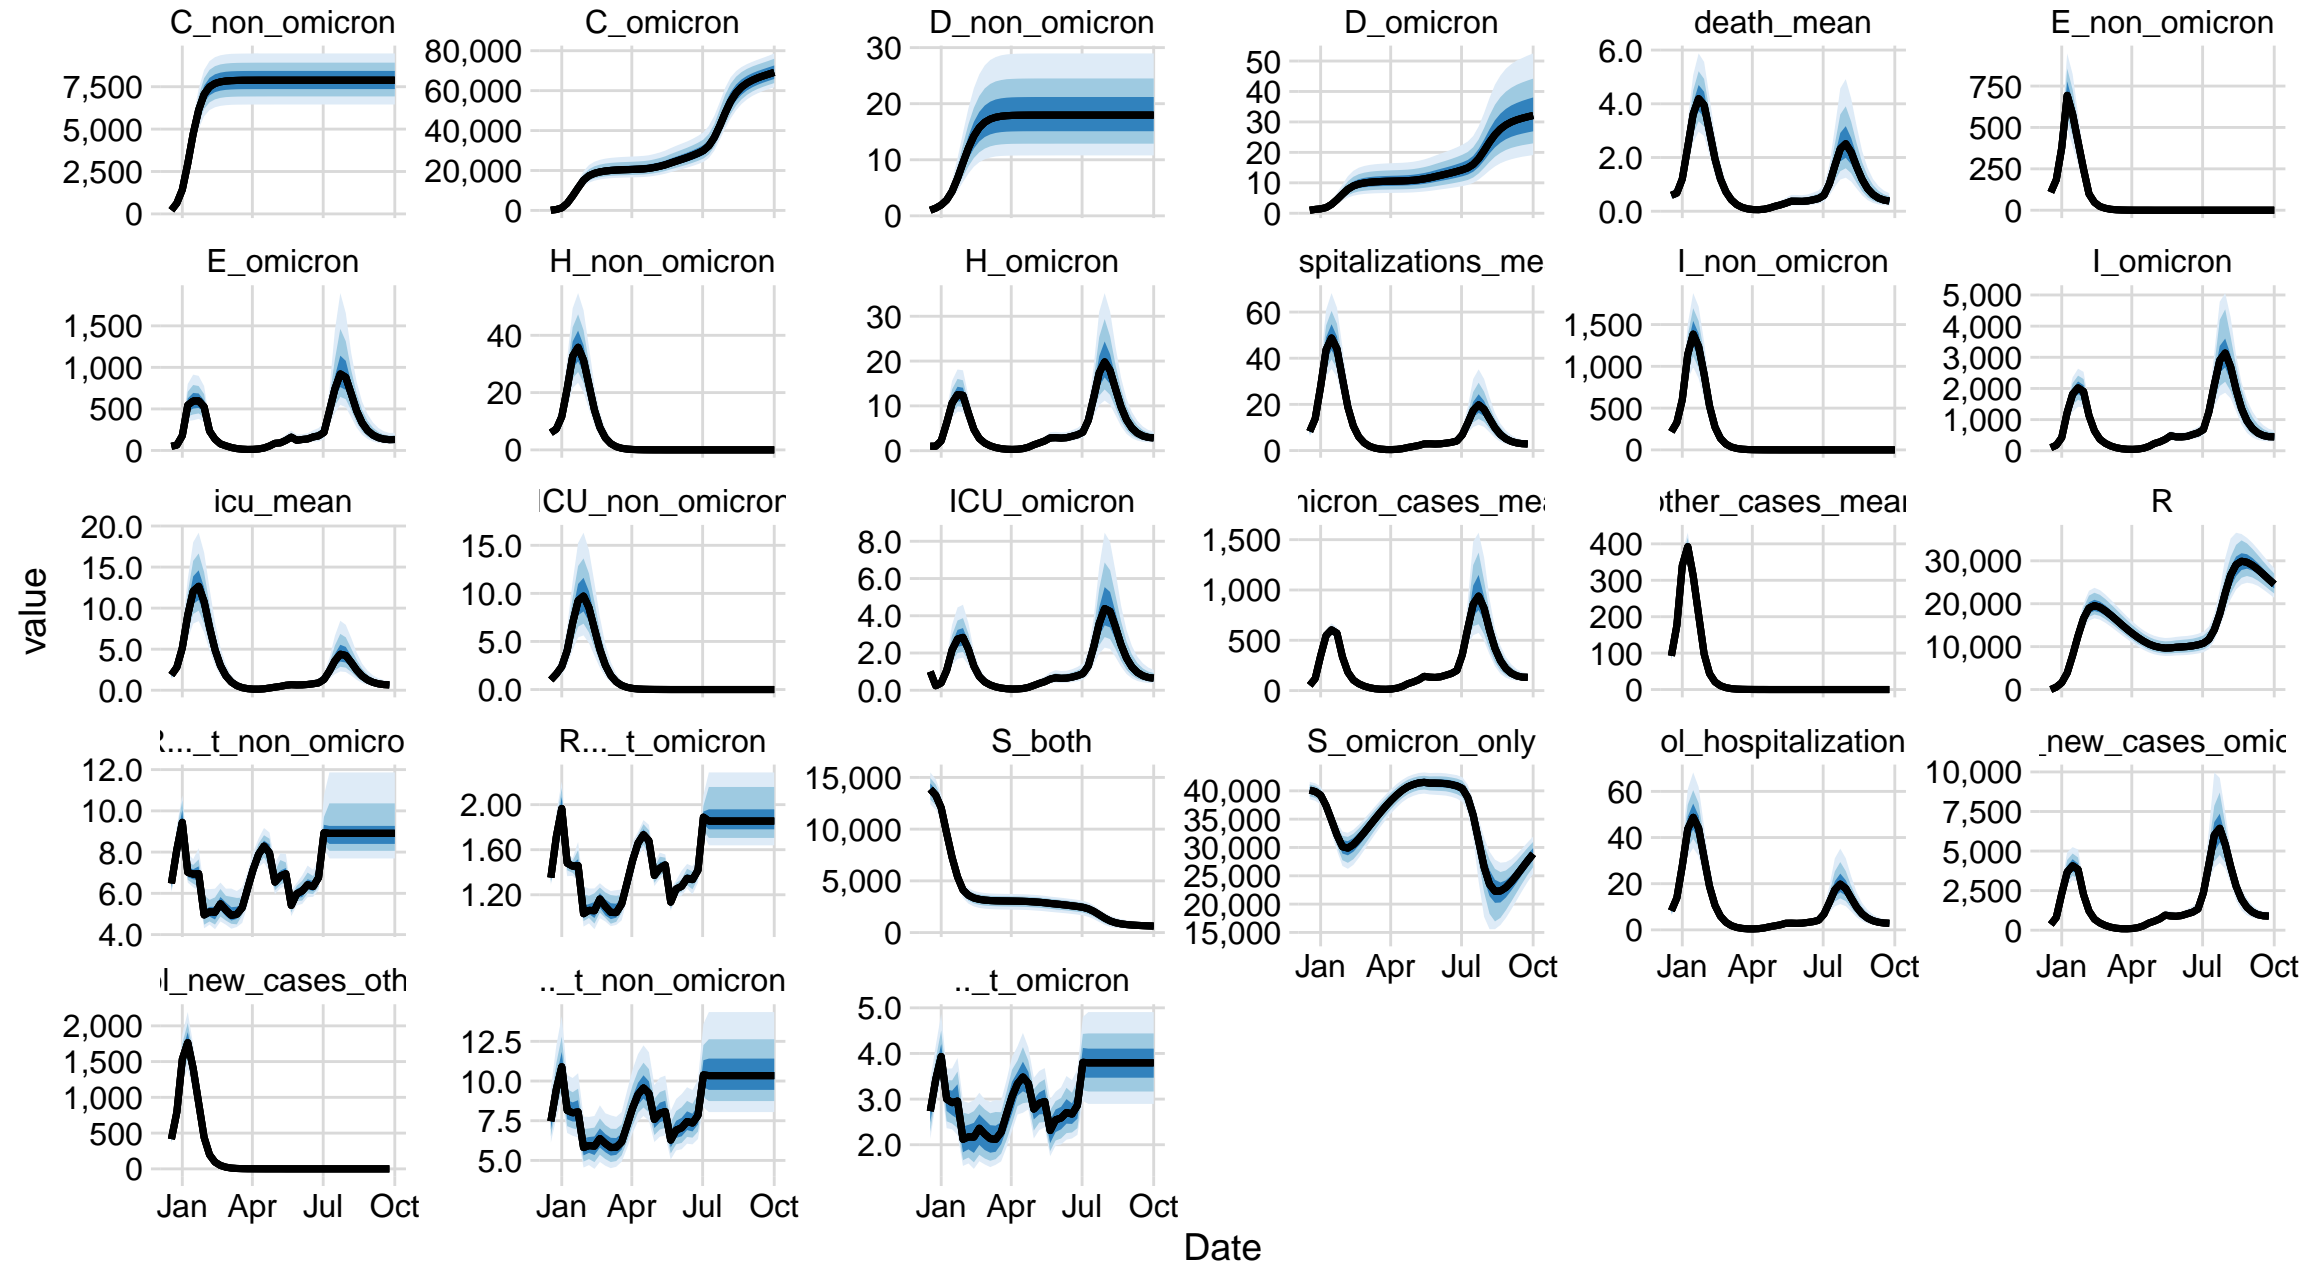 C_non_omicron C_omicron D_non_omicron D_omicron death_mean E_non_omicron
7,500 5,000 2,500 0
80,000 60,000 40,000 20,000 0
30 20 10 0
50 40 30 20 10 0
6.0 4.0 2.0 0.0
750 500 250 0
E_omicron H_non_omicron H_omicron spitalizations_me I_non_omicron I_omicron
1,500 1,000 500 0
40 20 0
30 20 10 0
60 40 20 0
1,500 1,000 500 0
5,000 4,000 3,000 2,000 1,000 0
icu_mean ICU_non_omicron ICU_omicron micron_cases_mea other_cases_mean R
20.0 15.0 10.0 5.0 0.0
15.0 10.0 5.0 0.0
8.0 6.0 4.0 2.0 0.0
1,500 1,000 500 0
400 300 200 100 0
30,000 20,000 10,000 0
R..._t_non_omicro R..._t_omicron S_both S_omicron_only ol_hospitalization _new_cases_omic
12.0 10.0 8.0 6.0 4.0
2.00 1.60 1.20
15,000 10,000 5,000 0
40,000 35,000 30,000 25,000 20,000 15,000
60 40 20 0
10,000 7,500 5,000 2,500 0
Jan Apr Jul Oct Jan Apr Jul Oct Jan Apr Jul Oct
ol_new_cases_oth .._t_non_omicron .._t_omicron
2,000 1,500 1,000 500 0
12.5 10.0 7.5 5.0
5.0 4.0 3.0 2.0
Jan Apr Jul Oct Jan Apr Jul Oct Jan Apr Jul Oct
value
Date